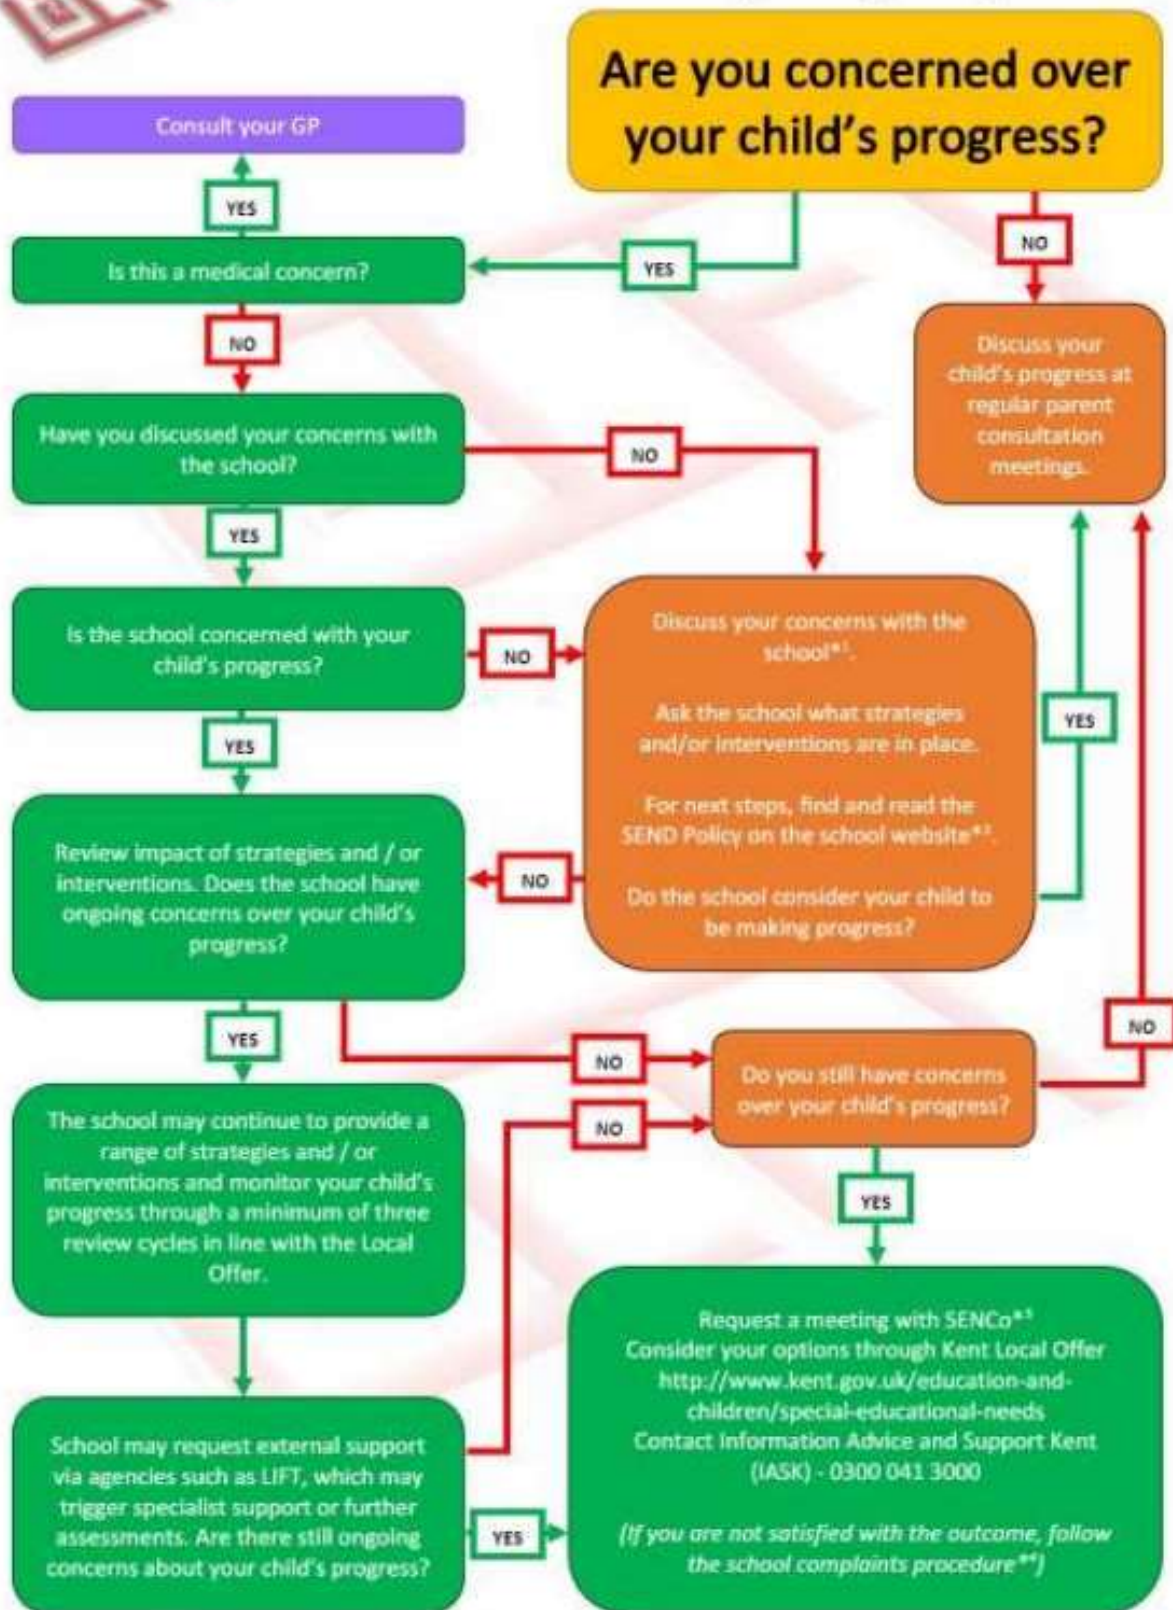 Are you concerned over
your child's progress?
Consult your GP
YES
Is this a medical concern?
YES
NO
NO
Discuss your
child's progress at
regular parent
consultation
meetings.
Have you discussed your concerns with
the school?
NO
YES
Is the school concerned with your
child's progress?
NO
Discuss your concerns with the
school*¹.
Ask the school what strategies
and/or interventions are in place.
For next steps, find and read the
SEND Policy on the school website*².
Do the school consider your child to
be making progress?
YES
YES
Review impact of strategies and / or
interventions. Does the school have
ongoing concerns over your child's
progress?
NO
YES
NO
NO
Do you still have concerns
over your child's progress?
NO
YES
The school may continue to provide a
range of strategies and / or
interventions and monitor your child's
progress through a minimum of three
review cycles in line with the Local
Offer.
School may request external support
via agencies such as LIFT, which may
trigger specialist support or further
assessments. Are there still ongoing
concerns about your child's progress?
YES
Request a meeting with SENCo*³
Consider your options through Kent Local Offer
http://www.kent.gov.uk/education-and-
children/special-educational-needs
Contact Information Advice and Support Kent
(IASK) - 0300 041 3000
(If you are not satisfied with the outcome, follow
the school complaints procedure*⁴)